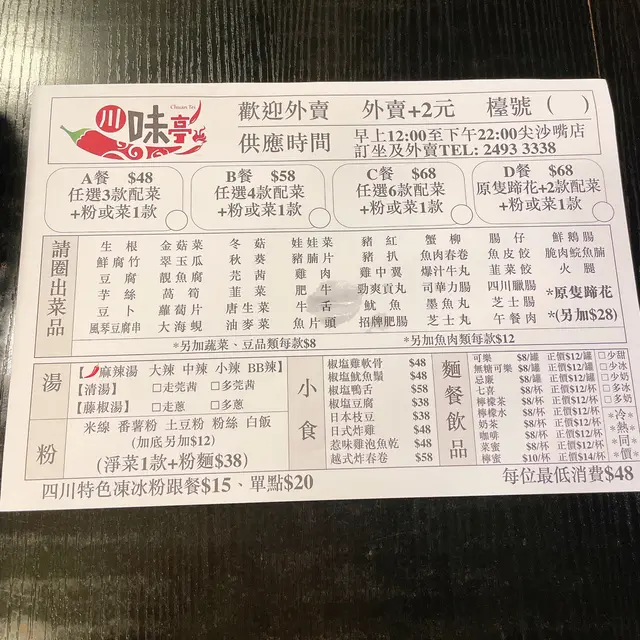 川味亭
Chuan Tei
歡迎外賣 外賣+2元 檯號( )
供應時間 早上12:00至下午22:00尖沙嘴店
訂坐及外賣TEL: 2493 3338
A餐 $48
任選3款配菜
+粉或菜1款
B餐 $58
任選4款配菜
+粉或菜1款
C餐 $68
任選6款配菜
+粉或菜1款
D餐 $68
原隻蹄花+2款配菜
+粉或菜1款
請圈出菜品
生根 金菇菜 冬菇 娃娃菜 豬紅 蟹柳 腸仔 鮮鵝腸
鮮腐竹 翠玉瓜 秋葵 豬腩片 豬扒 魚肉春卷 魚皮餃 脆肉鯇魚腩
豆腐 靚魚腐 芫茜 雞肉 雞中翼 爆汁牛丸 韮菜餃 火腿
芋絲 萵筍 韮菜 肥牛 勁爽貢丸 司華力腸 四川臘腸 *原隻蹄花
豆卜 蘿蔔片 唐生菜 牛舌 魷魚 墨魚丸 芝士腸 *(另加$28)
風琴豆腐串 大海蜆 油麥菜 魚片頭 招牌肥腸 芝士丸 午餐肉
*另加蔬菜、豆品類每款$8 *另加魚肉類每款$12
湯
【麻辣湯 大辣 中辣 小辣 BB辣】
【清湯】 □走芫茜 □多芫茜
【藤椒湯】 □走蔥 □多蔥
粉
米線 番薯粉 土豆粉 粉絲 白飯
(加底另加$12)
(淨菜1款+粉麵$38)
小食
椒塩雞軟骨 $48
椒塩魷魚鬚 $48
椒塩鴨舌 $58
椒塩豆腐 $38
日本枝豆 $38
日式炸雞 $48
惹味雞泡魚乾 $48
越式炸春卷 $58
麵餐飲品
可樂 $8/罐 正價$12/罐
無糖可樂 $8/罐 正價$12/罐
忌廉 $8/罐 正價$12/罐
七喜 $8/杯 正價$12/杯
檸檬茶 $8/杯 正價$12/杯
檸檬水 $8/杯 正價$12/杯
奶茶 $8/杯 正價$12/杯
咖啡 $8/杯 正價$12/杯
菜蜜 $8/杯 正價$12/杯
檸蜜 $10/杯 正價$14/杯
□少甜
□少冰
□少奶
□多冰
□多奶
*冷*
*熱*
*同*
*價*
四川特色凍冰粉跟餐$15、單點$20
每位最低消費$48